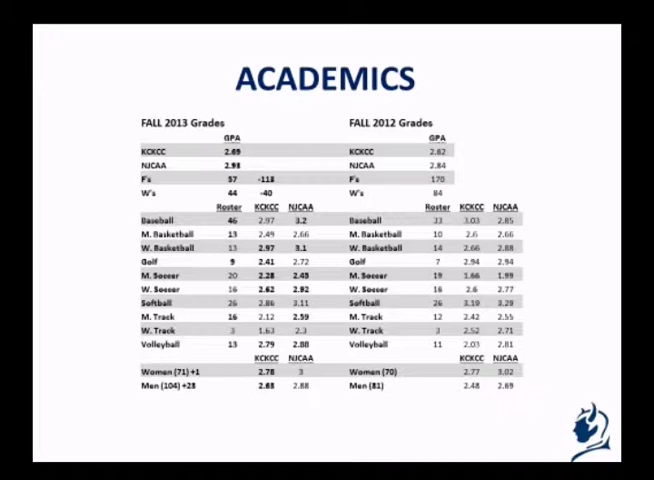 ACADEMICS
FALL 2013 Grades FALL 2012 Grades
GPA GPA
KCKCC 2.69 KCKCC 2.62
NJCAA 2.93 NJCAA 2.84
F's 57 -113 F's 170
W's 44 -40 W's 84
Roster KCKCC NJCAA Roster KCKCC NJCAA
Baseball 46 2.97 3.2 Baseball 33 3.03 2.85
M. Basketball 13 2.49 2.66 M. Basketball 10 2.6 2.66
W. Basketball 13 2.97 3.1 W. Basketball 14 2.66 2.88
Golf 9 2.41 2.72 Golf 7 2.94 2.94
M. Soccer 20 2.28 2.45 M. Soccer 19 1.66 1.99
W. Soccer 16 2.62 2.92 W. Soccer 16 2.6 2.77
Softball 26 2.86 3.11 Softball 26 3.19 3.29
M. Track 16 2.12 2.59 M. Track 12 2.42 2.55
W. Track 3 1.63 2.3 W. Track 3 2.52 2.71
Volleyball 13 2.79 2.88 Volleyball 11 2.03 2.81
KCKCC NJCAA KCKCC NJCAA
Women (71) +1 2.78 3 Women (70) 2.77 3.02
Men (104) +23 2.63 2.88 Men (81) 2.48 2.69